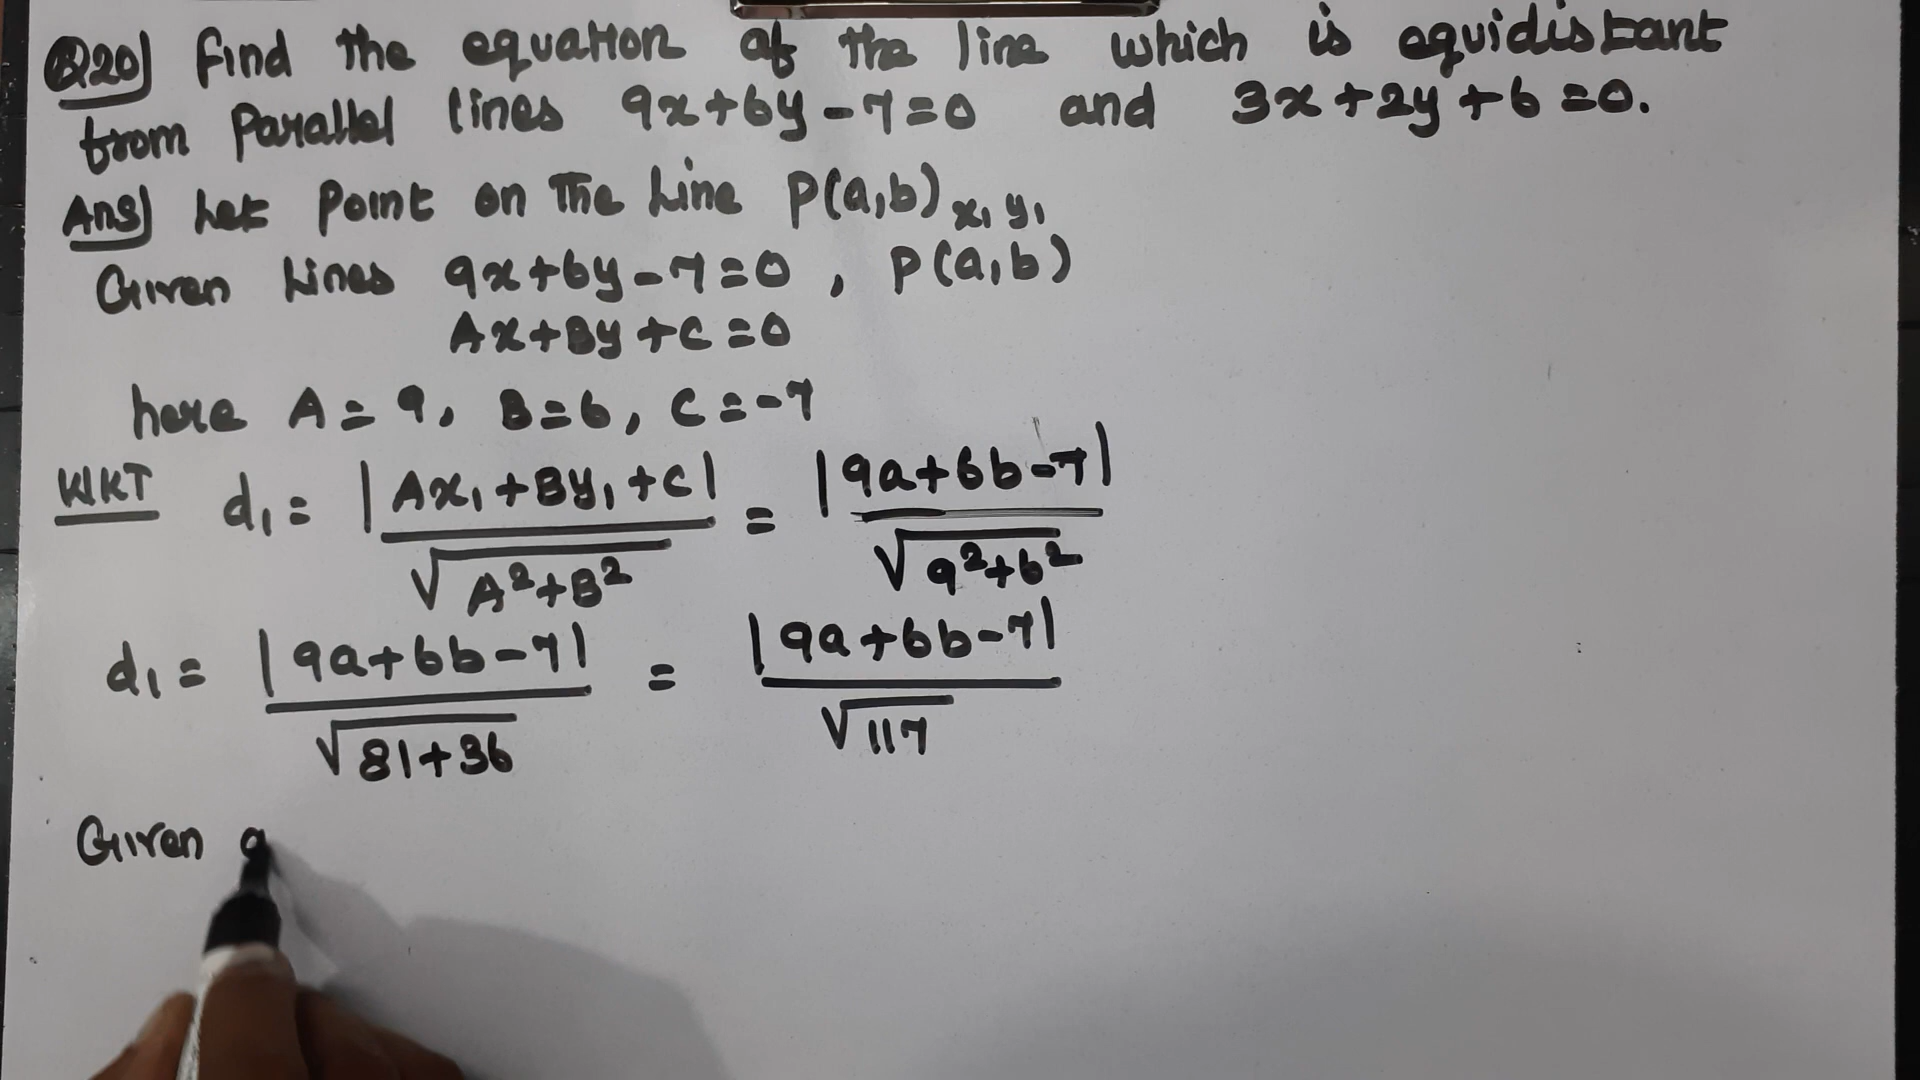 Q20) Find the equation of the line which is equidistant
from Parallel lines 9x+6y-7=0 and 3x+2y+6=0.
Ans) Let Point on The Line P(a,b) x₁ y₁
Given Lines 9x+6y-7=0 , P(a,b)
Ax+By+C=0
here A=9, B=6, C=-7
WKT d₁ = |Ax₁+By₁+C| / √A²+B² = |9a+6b-7| / √9²+6²
d₁ = |9a+6b-7| / √81+36 = |9a+6b-7| / √117
Given